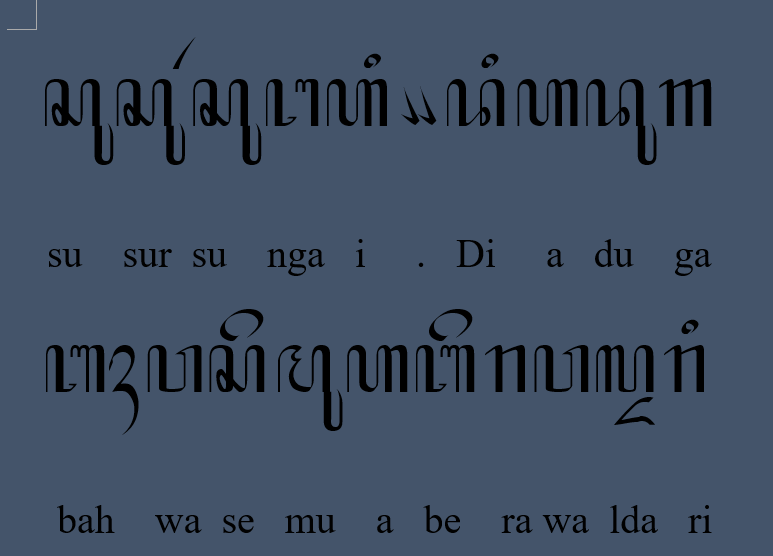 ꦱꦸꦱꦸꦂꦱꦸꦔꦲꦶ꧉ꦢꦶꦲꦢꦸꦒ
su sur su nga i . Di a du ga
ꦧꦃꦮꦱꦼꦩꦸꦲꦧꦼꦫꦮꦭ꧀ꦢꦫꦶ
bah wa se mu a be ra wa lda ri